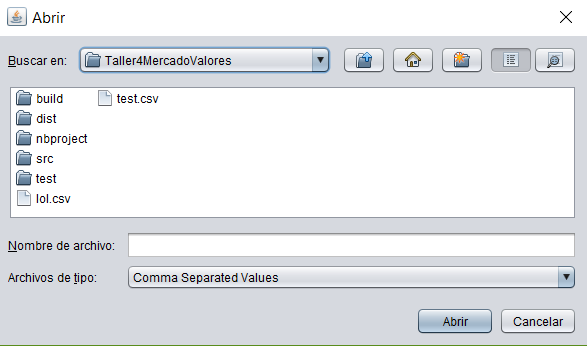 Abrir
Buscar en: Taller4MercadoValores
build test.csv
dist
nbproject
src
test
lol.csv
Nombre de archivo:
Archivos de tipo: Comma Separated Values
Abrir Cancelar